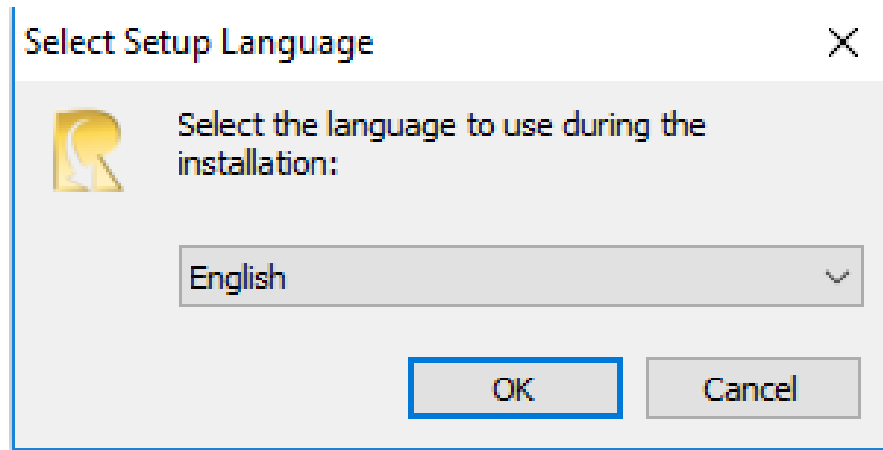 Select Setup Language
Select the language to use during the
installation:
English
OK
Cancel